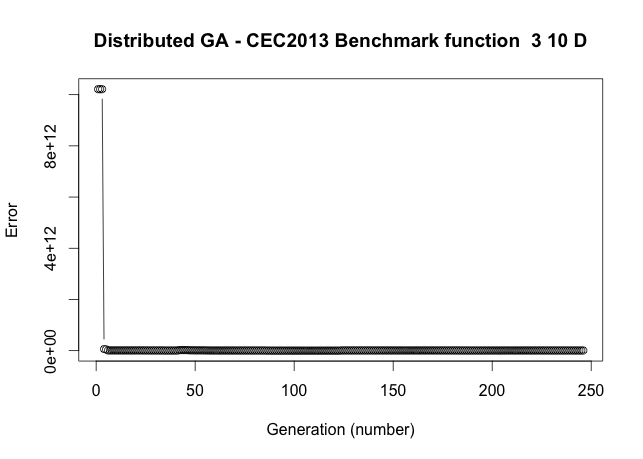 Distributed GA - CEC2013 Benchmark function 3 10 D
Error
8e+12
4e+12
0e+00
0 50 100 150 200 250
Generation (number)